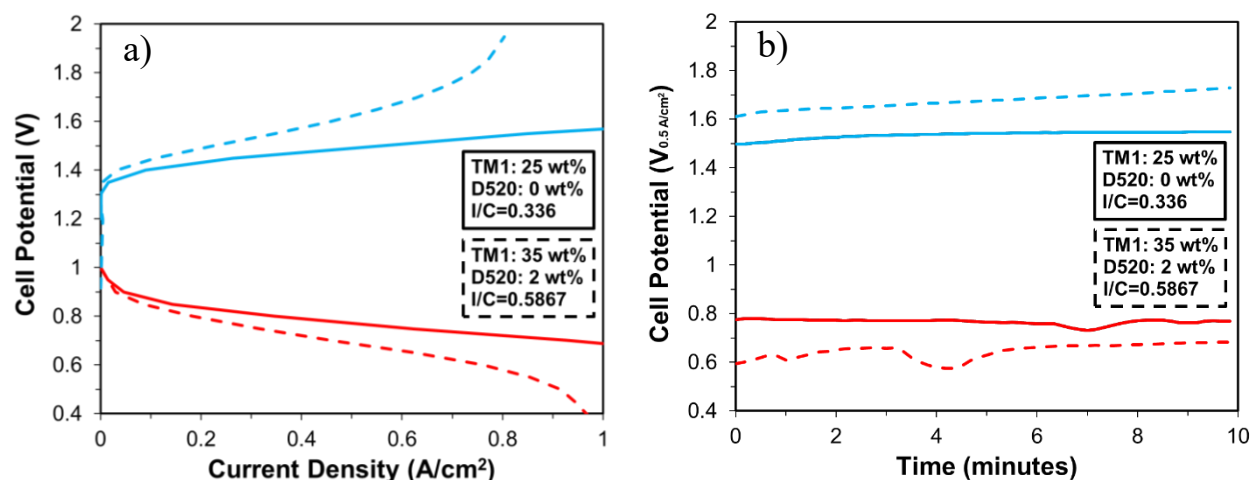 a)
2
1.8
1.6
1.4
1.2
1
0.8
0.6
0.4
Cell Potential (V)
0
0.2
0.4
0.6
0.8
1
Current Density (A/cm²)
TM1: 25 wt%
D520: 0 wt%
I/C=0.336
TM1: 35 wt%
D520: 2 wt%
I/C=0.5867
b)
2
1.8
1.6
1.4
1.2
1
0.8
0.6
0.4
Cell Potential (V0.5 A/cm²)
0
2
4
6
8
10
Time (minutes)
TM1: 25 wt%
D520: 0 wt%
I/C=0.336
TM1: 35 wt%
D520: 2 wt%
I/C=0.5867